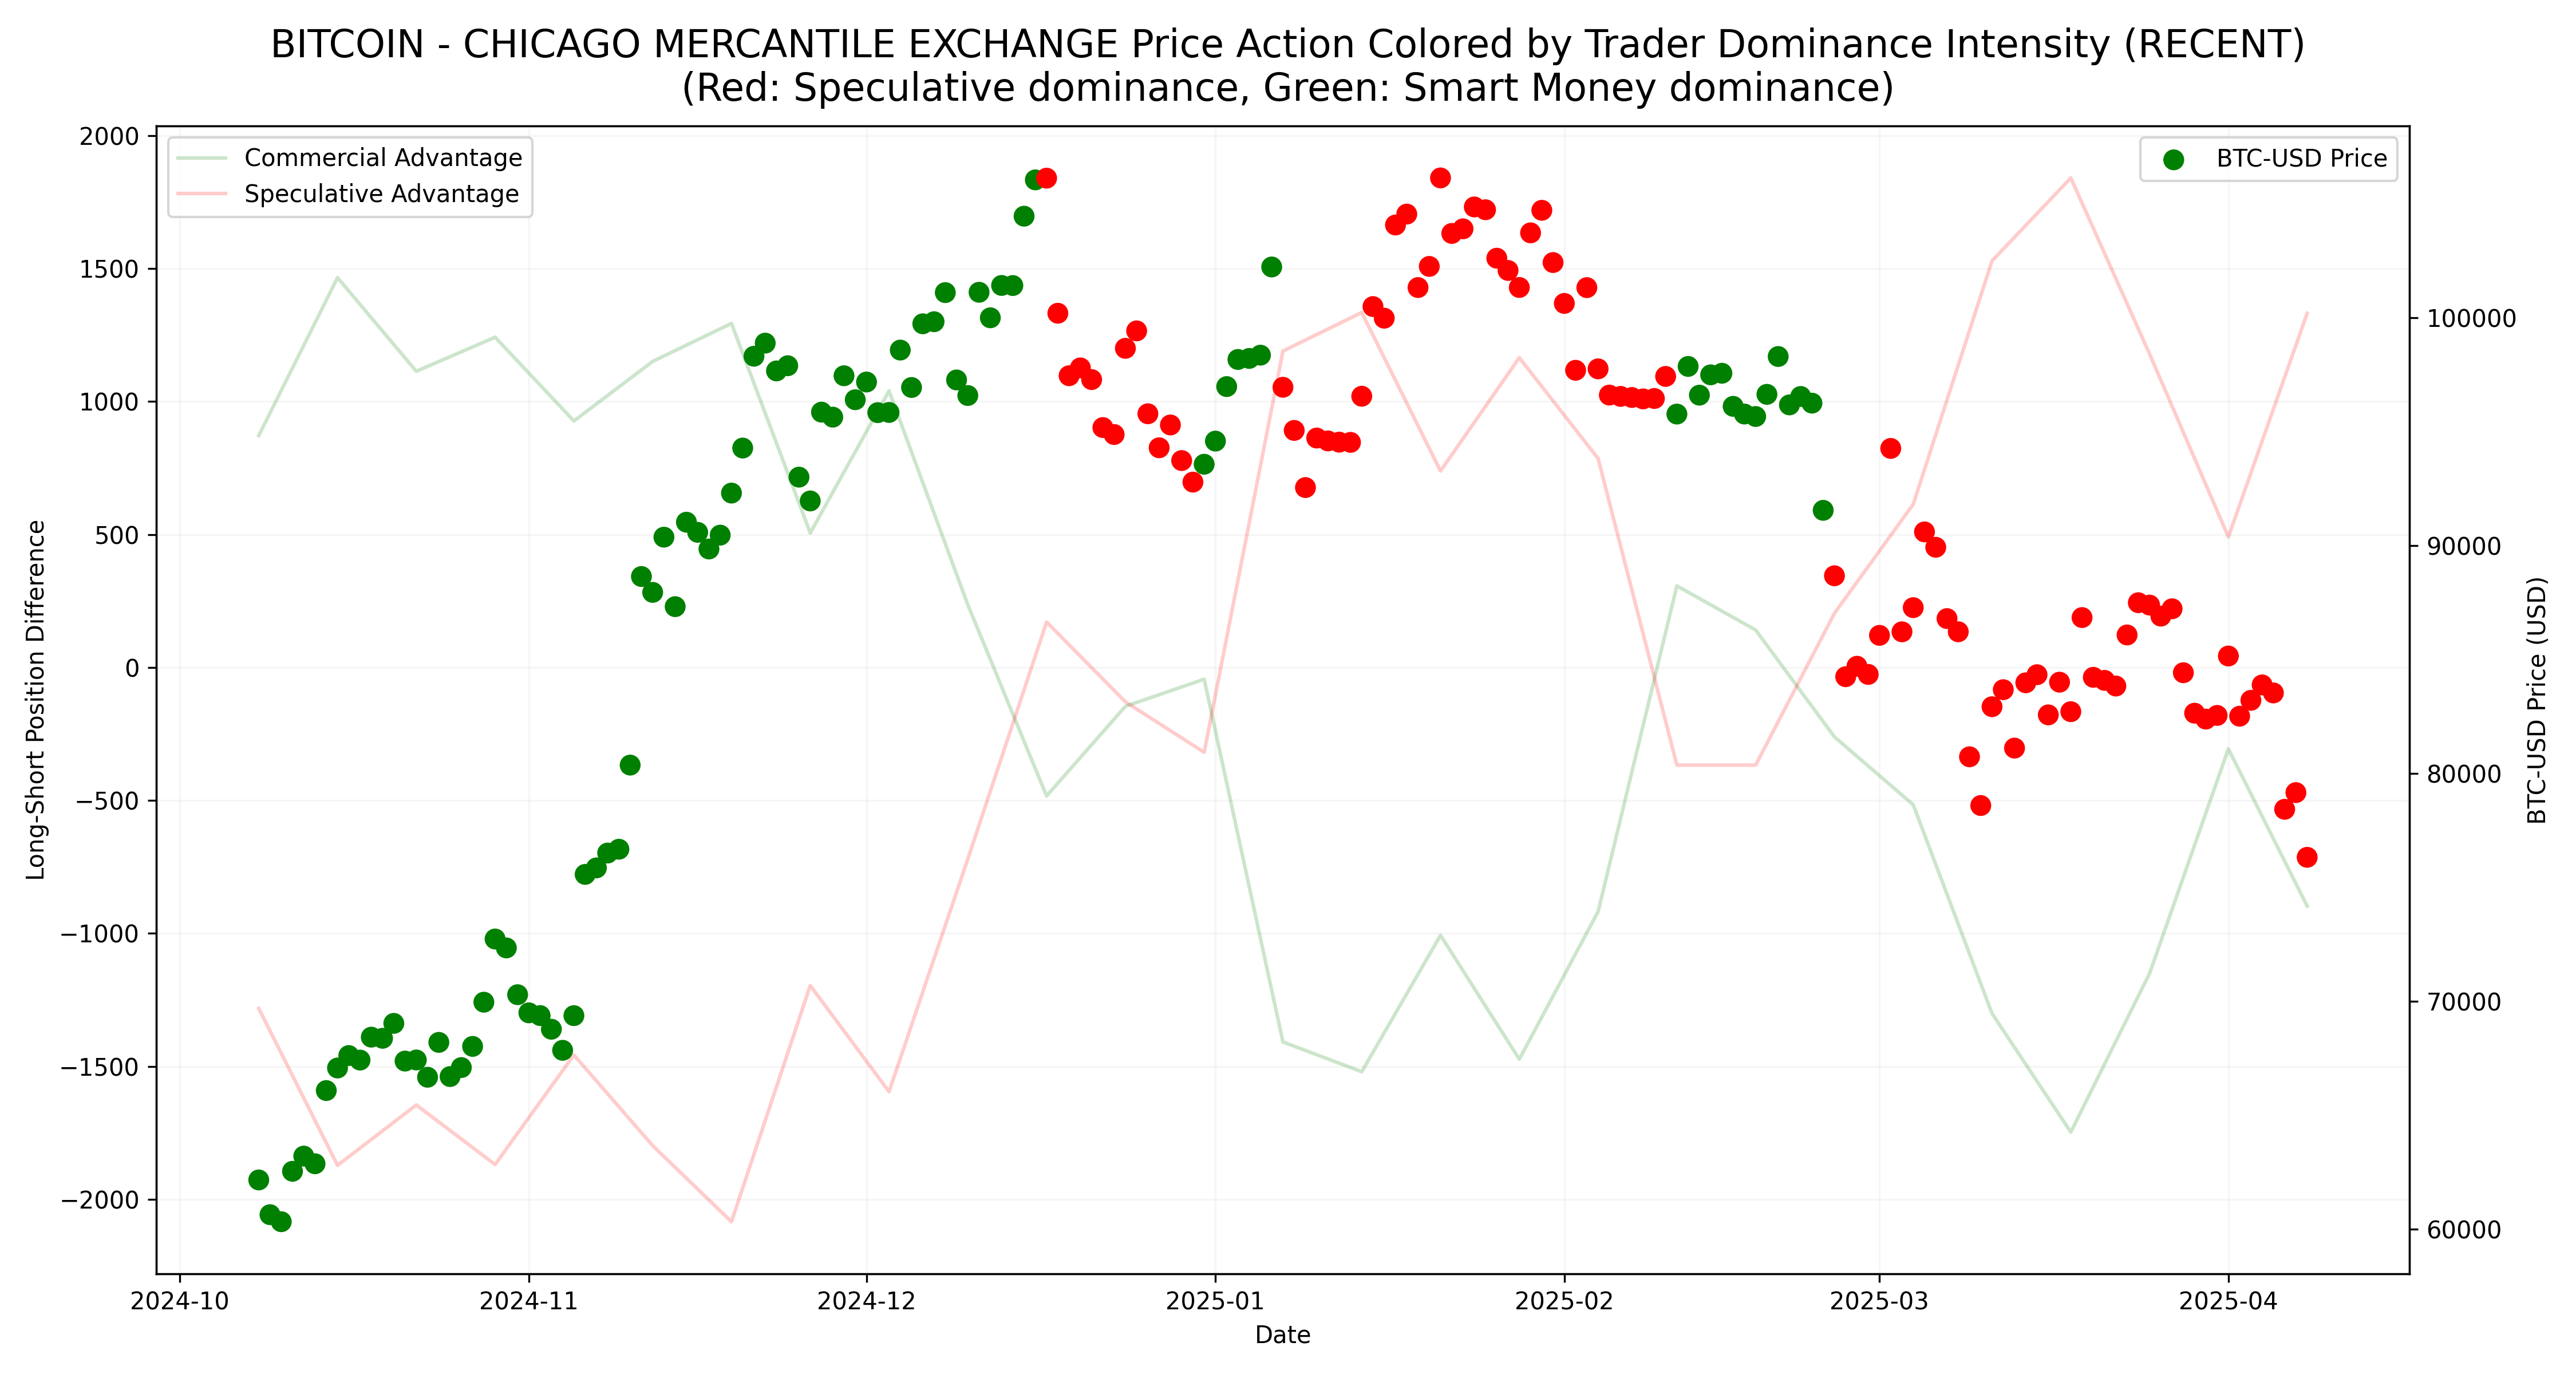 BITCOIN - CHICAGO MERCANTILE EXCHANGE Price Action Colored by Trader Dominance Intensity (RECENT)
(Red: Speculative dominance, Green: Smart Money dominance)
Commercial Advantage
Speculative Advantage
BTC-USD Price
Long-Short Position Difference
2000
1500
1000
500
0
−500
−1000
−1500
−2000
100000
90000
80000
70000
60000
BTC-USD Price (USD)
2024-10
2024-11
2024-12
2025-01
2025-02
2025-03
2025-04
Date